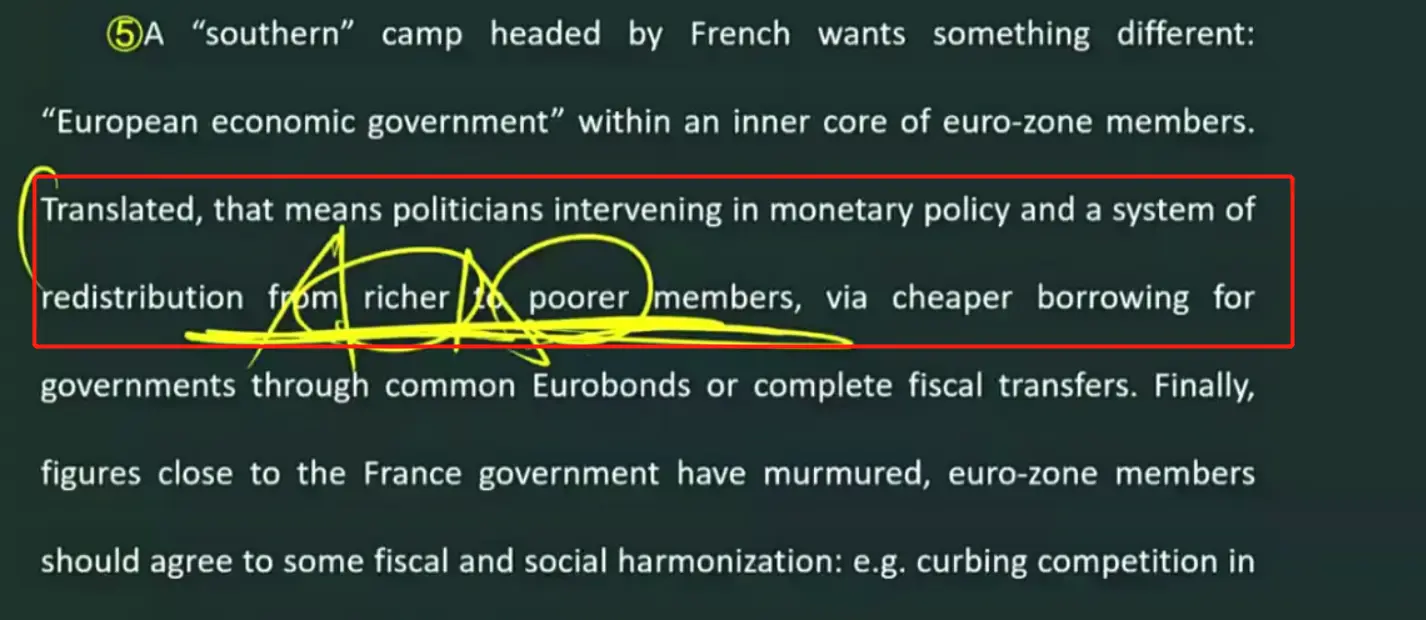 ⑤A “southern” camp headed by French wants something different:
“European economic government” within an inner core of euro-zone members.
Translated, that means politicians intervening in monetary policy and a system of
redistribution from richer to poorer members, via cheaper borrowing for
governments through common Eurobonds or complete fiscal transfers. Finally,
figures close to the France government have murmured, euro-zone members
should agree to some fiscal and social harmonization: e.g. curbing competition in